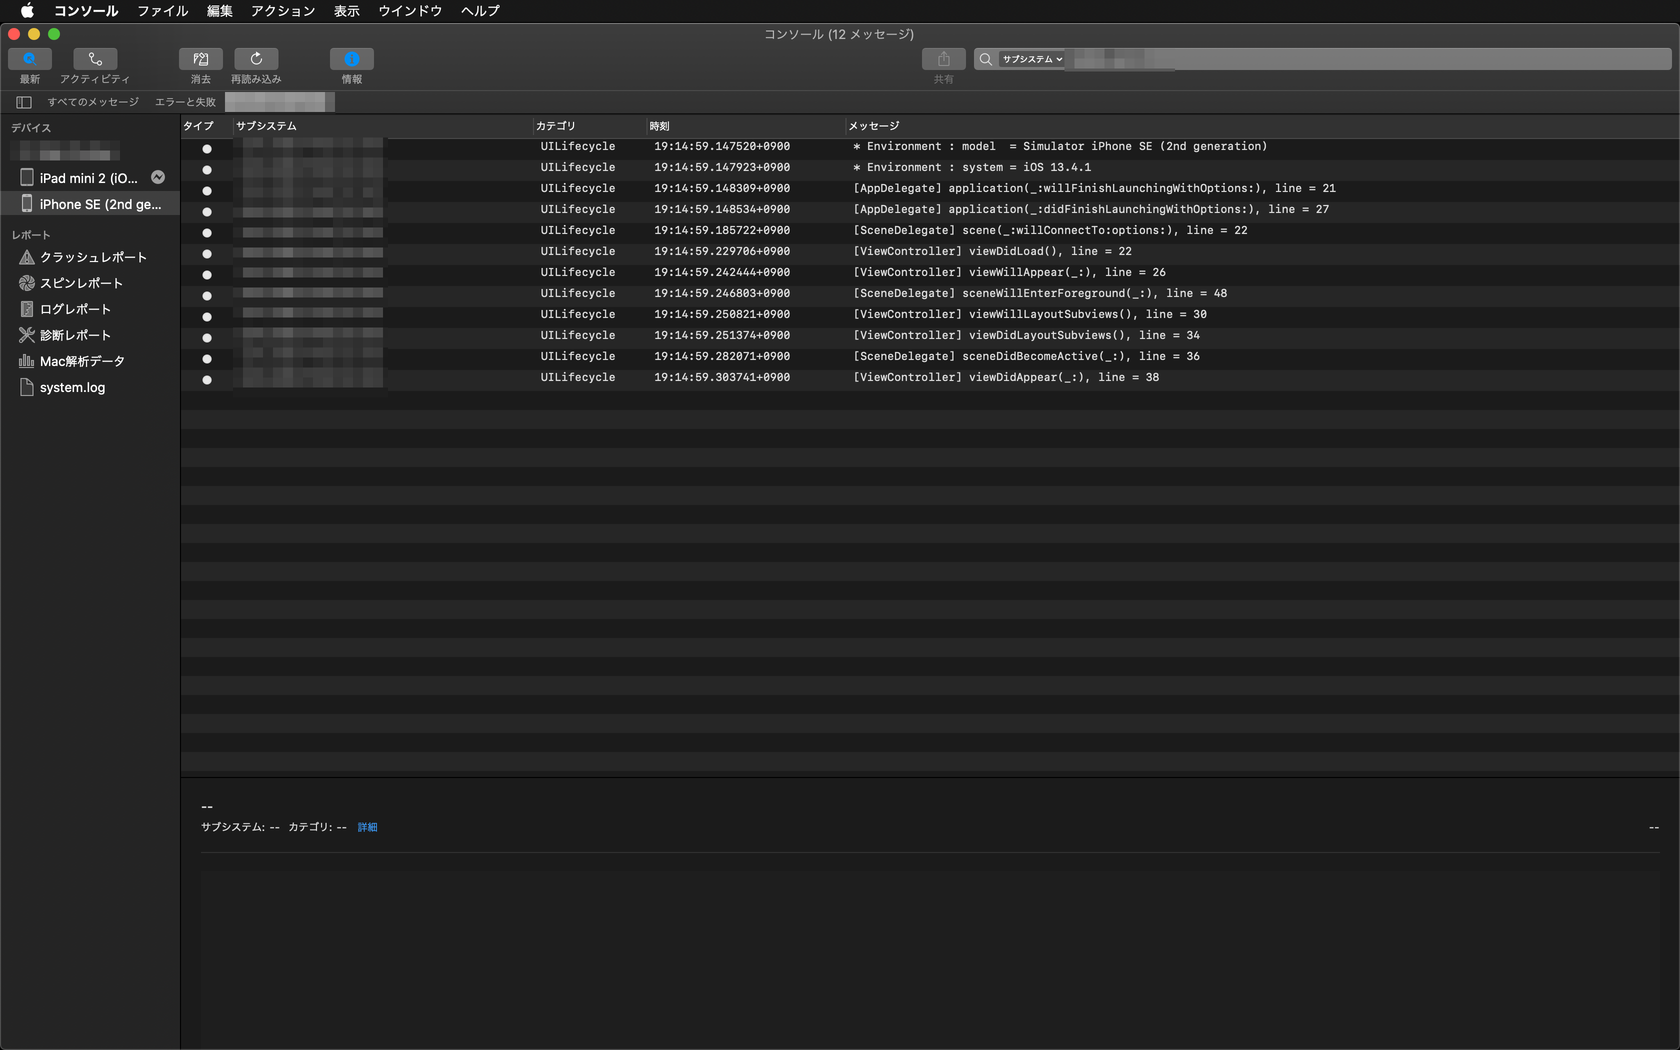 コンソール ファイル 編集 アクション 表示 ウインドウ ヘルプ
コンソール (12 メッセージ)
最新 アクティビティ 消去 再読み込み 情報 共有 サブシステム
すべてのメッセージ エラーと失敗
デバイス
iPad mini 2 (iO...
iPhone SE (2nd ge...
レポート
クラッシュレポート
スピンレポート
ログレポート
診断レポート
Mac解析データ
system.log
タイプ サブシステム カテゴリ 時刻 メッセージ
UILifecycle 19:14:59.147520+0900 * Environment : model  = Simulator iPhone SE (2nd generation)
UILifecycle 19:14:59.147923+0900 * Environment : system = iOS 13.4.1
UILifecycle 19:14:59.148309+0900 [AppDelegate] application(_:willFinishLaunchingWithOptions:), line = 21
UILifecycle 19:14:59.148534+0900 [AppDelegate] application(_:didFinishLaunchingWithOptions:), line = 27
UILifecycle 19:14:59.185722+0900 [SceneDelegate] scene(_:willConnectTo:options:), line = 22
UILifecycle 19:14:59.229706+0900 [ViewController] viewDidLoad(), line = 22
UILifecycle 19:14:59.242444+0900 [ViewController] viewWillAppear(_:), line = 26
UILifecycle 19:14:59.246803+0900 [SceneDelegate] sceneWillEnterForeground(_:), line = 48
UILifecycle 19:14:59.250821+0900 [ViewController] viewWillLayoutSubviews(), line = 30
UILifecycle 19:14:59.251374+0900 [ViewController] viewDidLayoutSubviews(), line = 34
UILifecycle 19:14:59.282071+0900 [SceneDelegate] sceneDidBecomeActive(_:), line = 36
UILifecycle 19:14:59.303741+0900 [ViewController] viewDidAppear(_:), line = 38
--
サブシステム: -- カテゴリ: -- 詳細 --